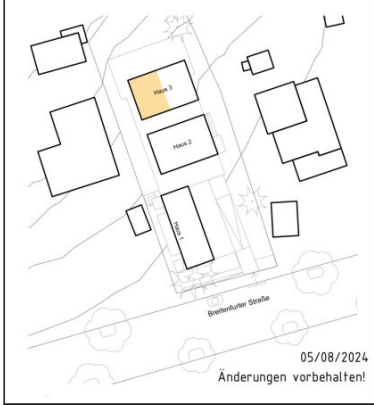 Haus 3
Haus 2
Haus 1
Breitenfurter Straße
05/08/2024
Änderungen vorbehalten!